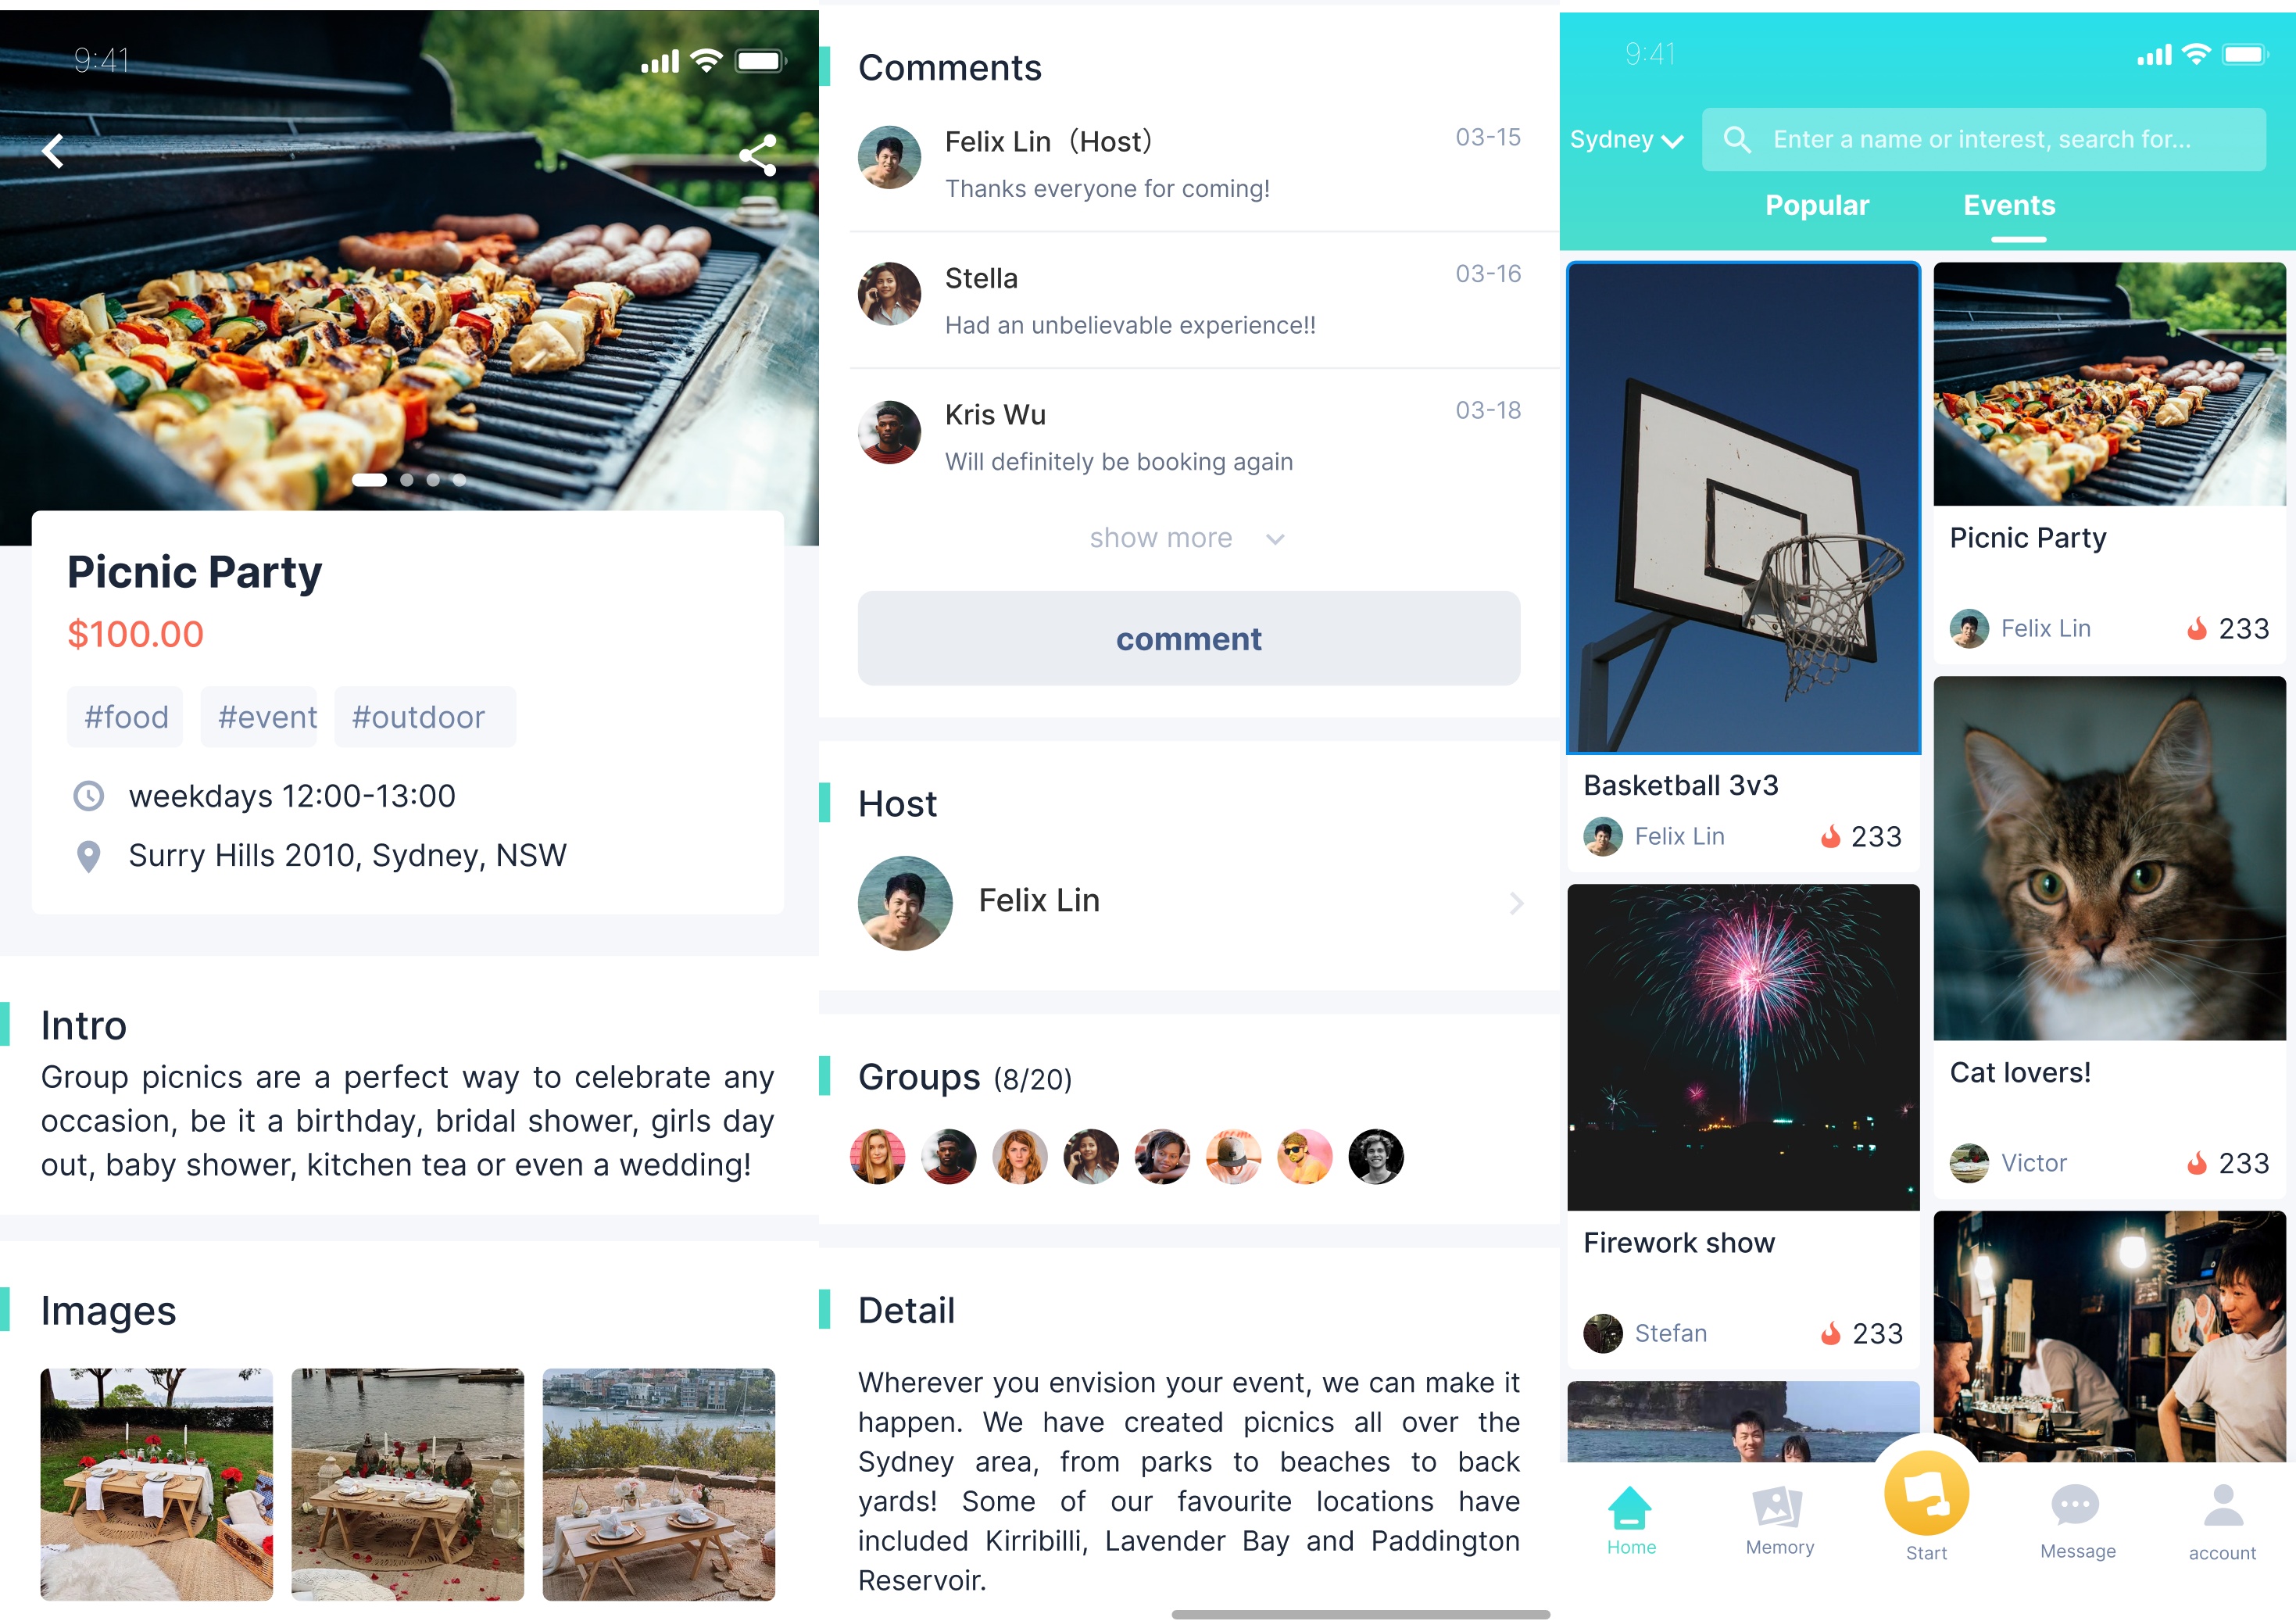 9:41
Picnic Party
$100.00
#food #event #outdoor
weekdays 12:00-13:00
Surry Hills 2010, Sydney, NSW
Intro
Group picnics are a perfect way to celebrate any
occasion, be it a birthday, bridal shower, girls day
out, baby shower, kitchen tea or even a wedding!
Images
Comments
Felix Lin（Host） 03-15
Thanks everyone for coming!
Stella 03-16
Had an unbelievable experience!!
Kris Wu 03-18
Will definitely be booking again
show more
comment
Host
Felix Lin
Groups (8/20)
Detail
Wherever you envision your event, we can make it
happen. We have created picnics all over the
Sydney area, from parks to beaches to back
yards! Some of our favourite locations have
included Kirribilli, Lavender Bay and Paddington
Reservoir.
9:41
Sydney Enter a name or interest, search for...
Popular Events
Basketball 3v3
Felix Lin 233
Picnic Party
Felix Lin 233
Firework show
Stefan 233
Cat lovers!
Victor 233
Home Memory Start Message account